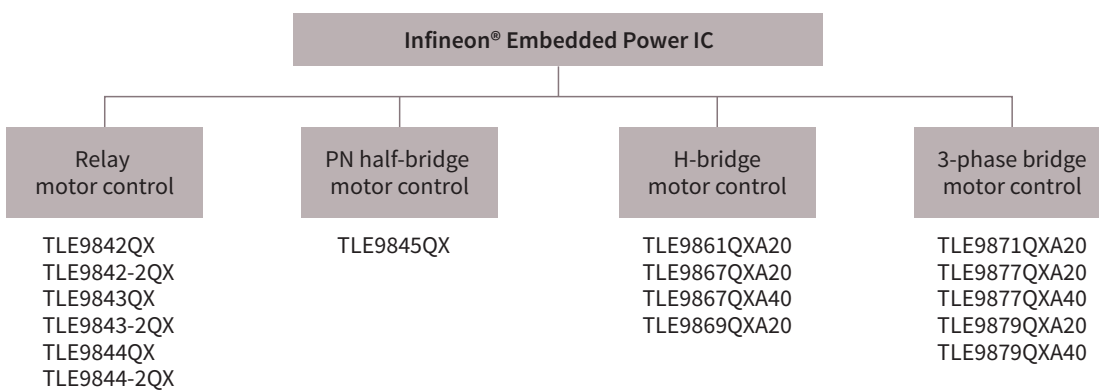 Infineon® Embedded Power IC
Relay
motor control
TLE9842QX
TLE9842-2QX
TLE9843QX
TLE9843-2QX
TLE9844QX
TLE9844-2QX
PN half-bridge
motor control
TLE9845QX
H-bridge
motor control
TLE9861QXA20
TLE9867QXA20
TLE9867QXA40
TLE9869QXA20
3-phase bridge
motor control
TLE9871QXA20
TLE9877QXA20
TLE9877QXA40
TLE9879QXA20
TLE9879QXA40